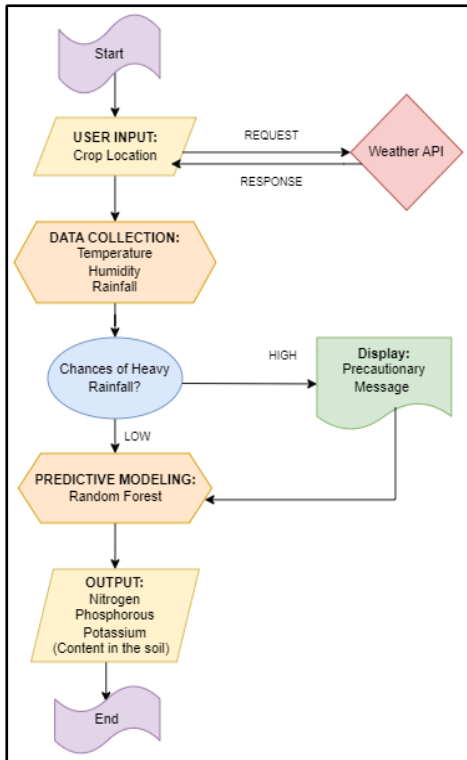 Start
USER INPUT:
Crop Location
REQUEST
RESPONSE
Weather API
DATA COLLECTION:
Temperature
Humidity
Rainfall
Chances of Heavy
Rainfall?
HIGH
Display:
Precautionary
Message
LOW
PREDICTIVE MODELING:
Random Forest
OUTPUT:
Nitrogen
Phosphorous
Potassium
(Content in the soil)
End